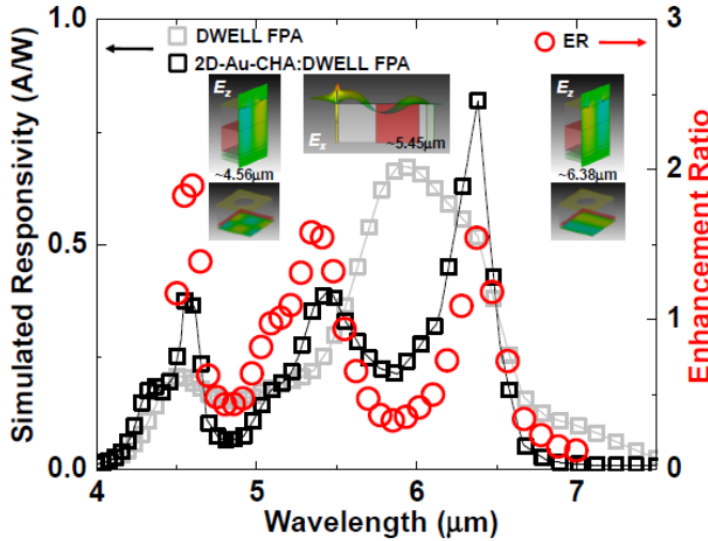 Simulated Responsivity (A/W)
1.0
0.5
0.0
DWELL FPA
2D-Au-CHA:DWELL FPA
ER
Ez
~4.56μm
Ex
~5.45μm
Ez
~6.38μm
3
2
1
0
Enhancement Ratio
4
5
6
7
Wavelength (μm)